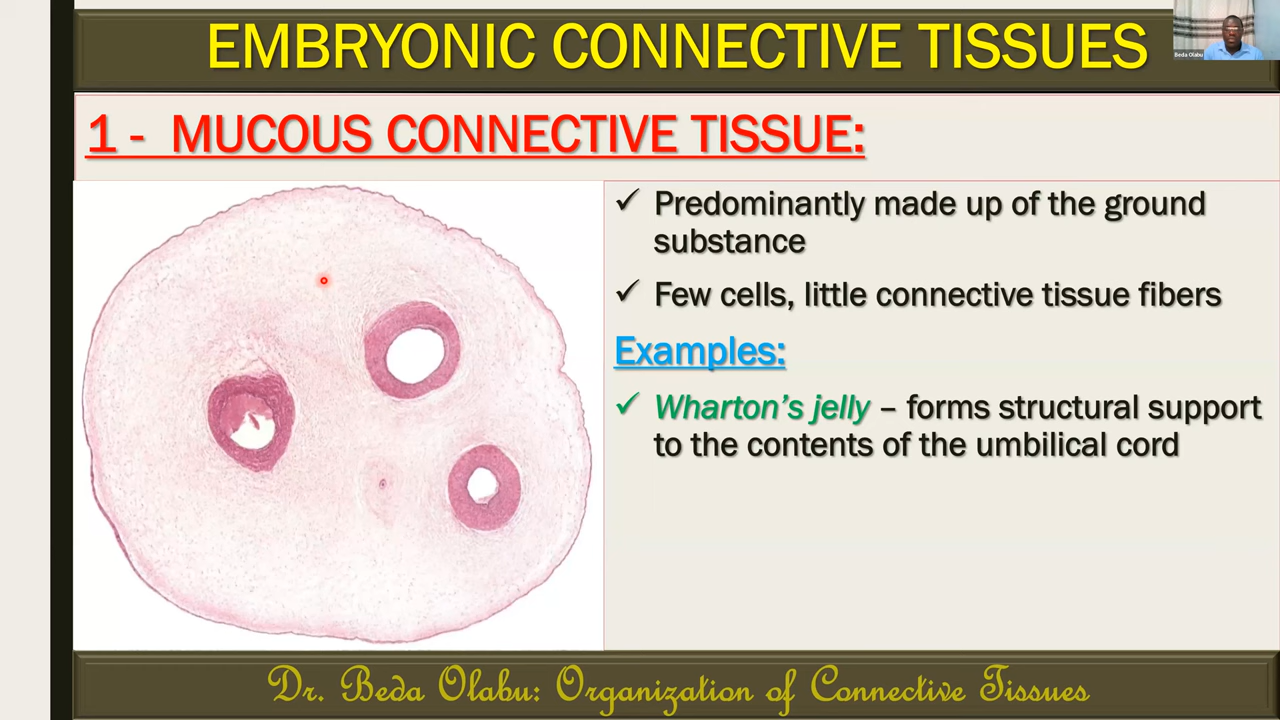 EMBRYONIC CONNECTIVE TISSUES
Beda Olabu
1 - MUCOUS CONNECTIVE TISSUE:
✓ Predominantly made up of the ground
substance
✓ Few cells, little connective tissue fibers
Examples:
✓ Wharton's jelly – forms structural support
to the contents of the umbilical cord
Dr. Beda Olabu: Organization of Connective Tissues